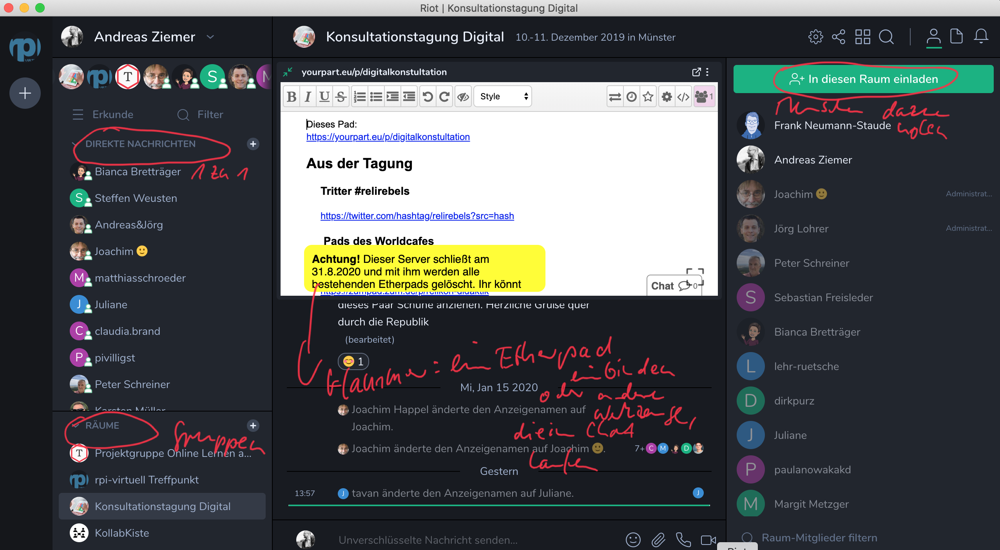 Riot | Konsultationstagung Digital
rpi
VIRT
Andreas Ziemer
T
S
M
Erkunde
Filter
DIREKTE NACHRICHTEN
Bianca Bretträger
1 zu 1
S
Steffen Weusten
Andreas&Jörg
Joachim 🙂
M
matthiasschroeder
J
Juliane
C
claudia.brand
P
pivilligst
Peter Schreiner
Karsten Müller
RÄUME
Gruppen
T
Projektgruppe Online Lernen a...
rpi-virtuell Treffpunkt
Konsultationstagung Digital
KollabKiste
Konsultationstagung Digital
10.-11. Dezember 2019 in Münster
yourpart.eu/p/digitalkonstultation
B I U S
Style
1
Dieses Pad:
https://yourpart.eu/p/digitalkonstultation
Aus der Tagung
Tritter #relirebels
https://twitter.com/hashtag/relirebels?src=hash
Pads des Worldcafes
Achtung! Dieser Server schließt am
31.8.2020 und mit ihm werden alle
bestehenden Etherpads gelöscht. Ihr könnt
https://zumpad.zum.de/p/relikon-didaktik
Chat 0
dieses Paar Schuhe anziehen. Herzliche Grüße quer
durch die Republik
(bearbeitet)
😊 1
: ein Etherpad
einbinden
oder andere
die im Chat
laufen
Mi, Jan 15 2020
Joachim Happel änderte den Anzeigenamen auf
Joachim.
Joachim änderte den Anzeigenamen auf Joachim 🙂.
7+ C M D
Gestern
13:57
J tavan änderte den Anzeigenamen auf Juliane.
J
Unverschlüsselte Nachricht senden...
In diesen Raum einladen
Menschen dazu
holen
Frank Neumann-Staude
Andreas Ziemer
Joachim 🙂
Administrat...
Jörg Lohrer
Administrat...
Peter Schreiner
S
Sebastian Freisleder
Bianca Bretträger
L
lehr-ruetsche
D
dirkpurz
J
Juliane
P
paulanowakakd
M
Margit Metzger
Raum-Mitglieder filtern
Riot